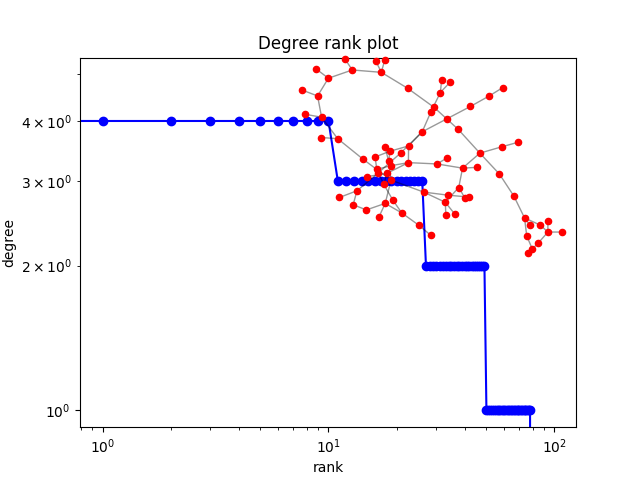 Degree rank plot
degree
4 × 10⁰
3 × 10⁰
2 × 10⁰
10⁰
10⁰
10¹
10²
rank